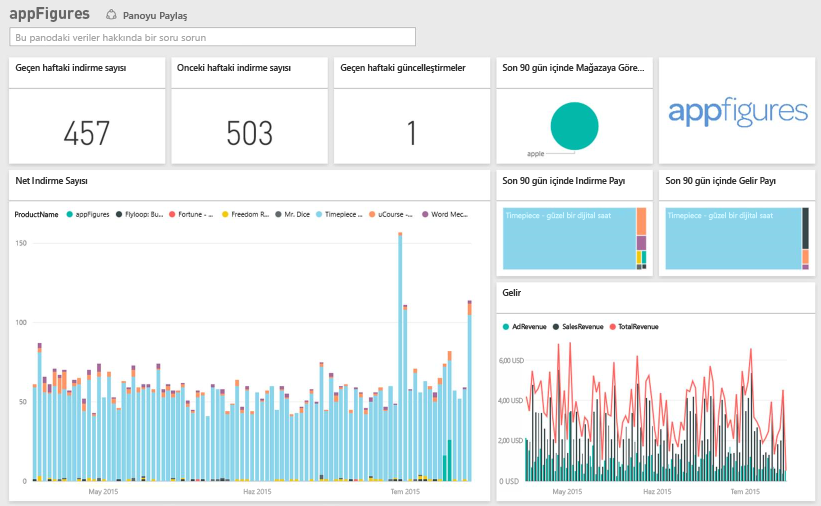 appFigures
Panoyu Paylaş
Bu panodaki veriler hakkında bir soru sorun
Geçen haftaki indirme sayısı
Önceki haftaki indirme sayısı
Geçen haftaki güncelleştirmeler
Son 90 gün içinde Mağazaya Göre...
457
503
1
apple
appfigures
Net Indirme Sayısı
ProductName
appFigures
Flyloop: Bu...
Fortune - ...
Freedom R...
Mr. Dice
Timepiece ...
uCourse -...
Word Mec...
150
100
50
0
May 2015
Haz 2015
Tem 2015
Son 90 gün içinde Indirme Payı
Timepiece - güzel bir dijital saat
Son 90 gün içinde Gelir Payı
Timepiece - güzel bir dijital saat
Gelir
AdRevenue
SalesRevenue
TotalRevenue
6,00 USD
4,00 USD
2,00 USD
0 USD
May 2015
Haz 2015
Tem 2015